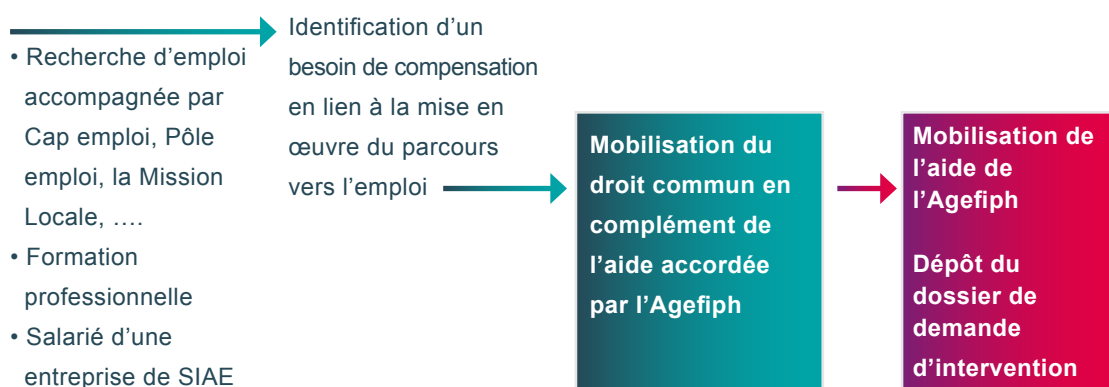 • Recherche d’emploi
accompagnée par
Cap emploi, Pôle
emploi, la Mission
Locale, ….
• Formation
professionnelle
• Salarié d’une
entreprise de SIAE
Identification d’un
besoin de compensation
en lien à la mise en
œuvre du parcours
vers l’emploi
Mobilisation du
droit commun en
complément de
l’aide accordée
par l’Agefiph
Mobilisation de
l’aide de
l’Agefiph
Dépôt du
dossier de
demande
d’intervention